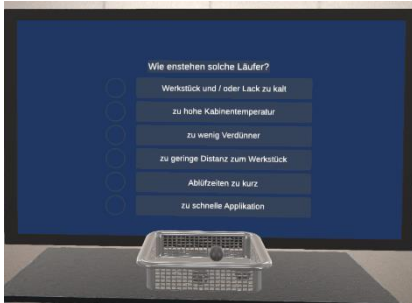 Wie enstehen solche Läufer?
Werkstück und / oder Lack zu kalt
zu hohe Kabinentemperatur
zu wenig Verdünner
zu geringe Distanz zum Werkstück
Ablüfzeiten zu kurz
zu schnelle Applikation